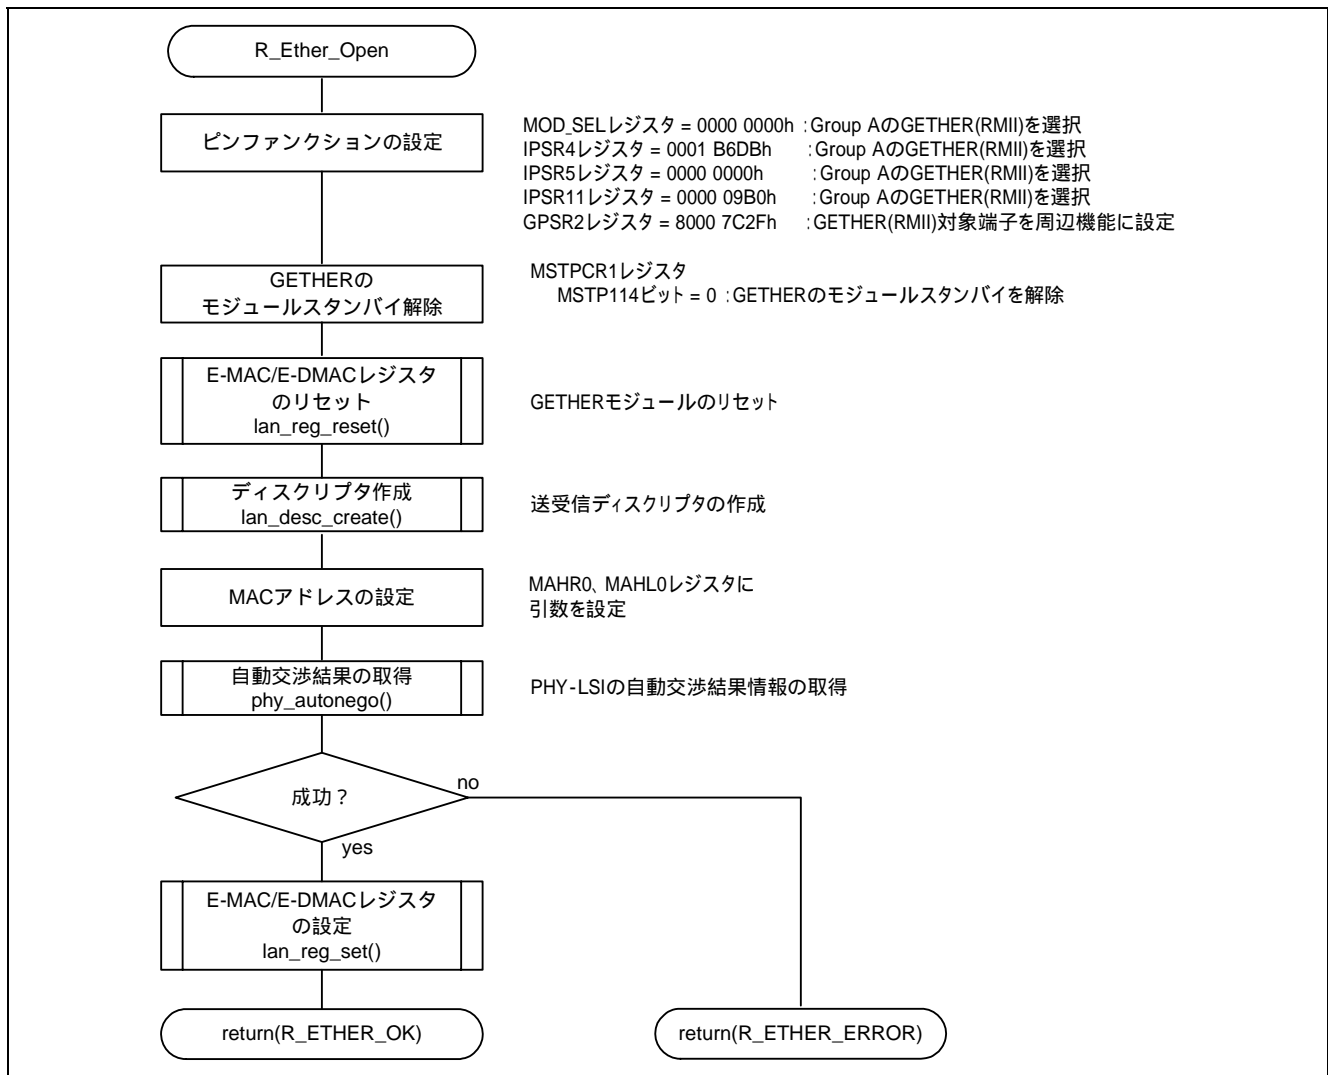 R_Ether_Open
ピンファンクションの設定
MOD_SELレジスタ = 0000 0000h :Group AのGETHER(RMII)を選択
IPSR4レジスタ = 0001 B6DBh :Group AのGETHER(RMII)を選択
IPSR5レジスタ = 0000 0000h :Group AのGETHER(RMII)を選択
IPSR11レジスタ = 0000 09B0h :Group AのGETHER(RMII)を選択
GPSR2レジスタ = 8000 7C2Fh :GETHER(RMII)対象端子を周辺機能に設定
GETHERの
モジュールスタンバイ解除
MSTPCR1レジスタ
MSTP114ビット = 0 :GETHERのモジュールスタンバイを解除
E-MAC/E-DMACレジスタ
のリセット
lan_reg_reset()
GETHERモジュールのリセット
ディスクリプタ作成
lan_desc_create()
送受信ディスクリプタの作成
MACアドレスの設定
MAHR0、MAHL0レジスタに
引数を設定
自動交渉結果の取得
phy_autonego()
PHY-LSIの自動交渉結果情報の取得
成功？
no
yes
E-MAC/E-DMACレジスタ
の設定
lan_reg_set()
return(R_ETHER_OK)
return(R_ETHER_ERROR)